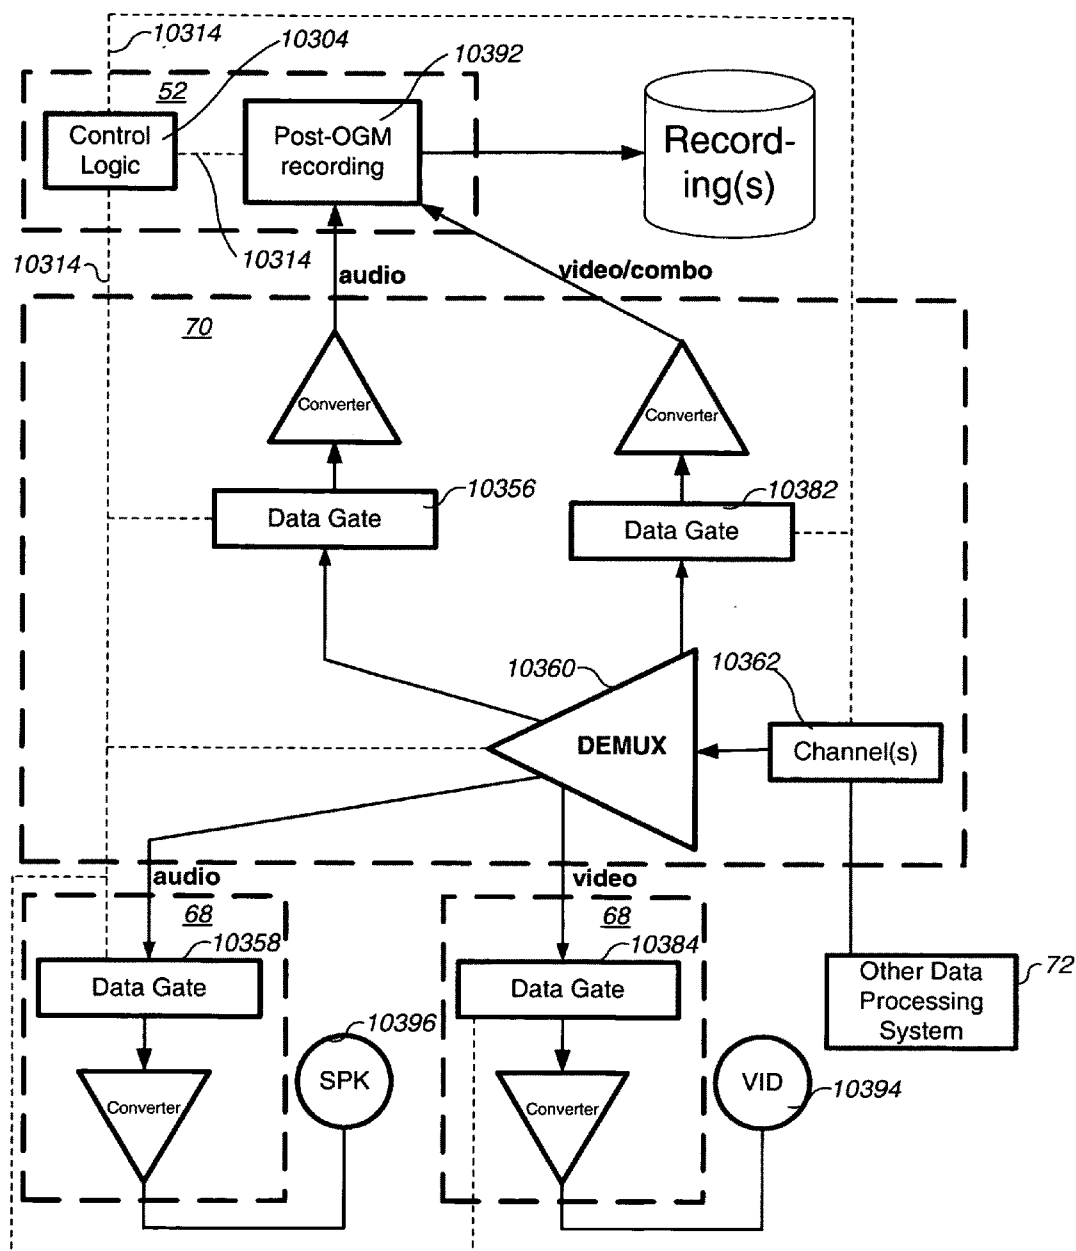 10314
10304
10392
52
Control
Logic
Post-OGM
recording
Record-
ing(s)
10314
10314
audio
video/combo
70
Converter
Converter
10356
10382
Data Gate
Data Gate
10360
10362
DEMUX
Channel(s)
audio
video
68
68
10358
10384
72
Data Gate
Data Gate
Other Data
Processing
System
10396
SPK
VID
10394
Converter
Converter